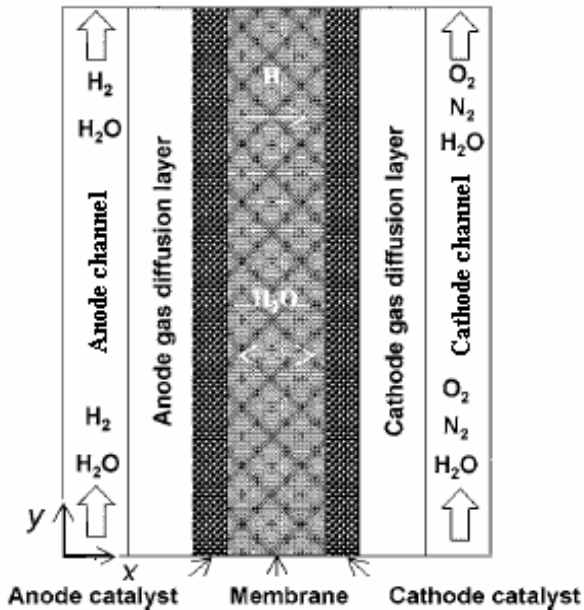 H₂
H₂O
Anode channel
H₂
H₂O
Anode gas diffusion layer
H
H₂O
Cathode gas diffusion layer
O₂
N₂
H₂O
Cathode channel
O₂
N₂
H₂O
y
x
Anode catalyst
Membrane
Cathode catalyst